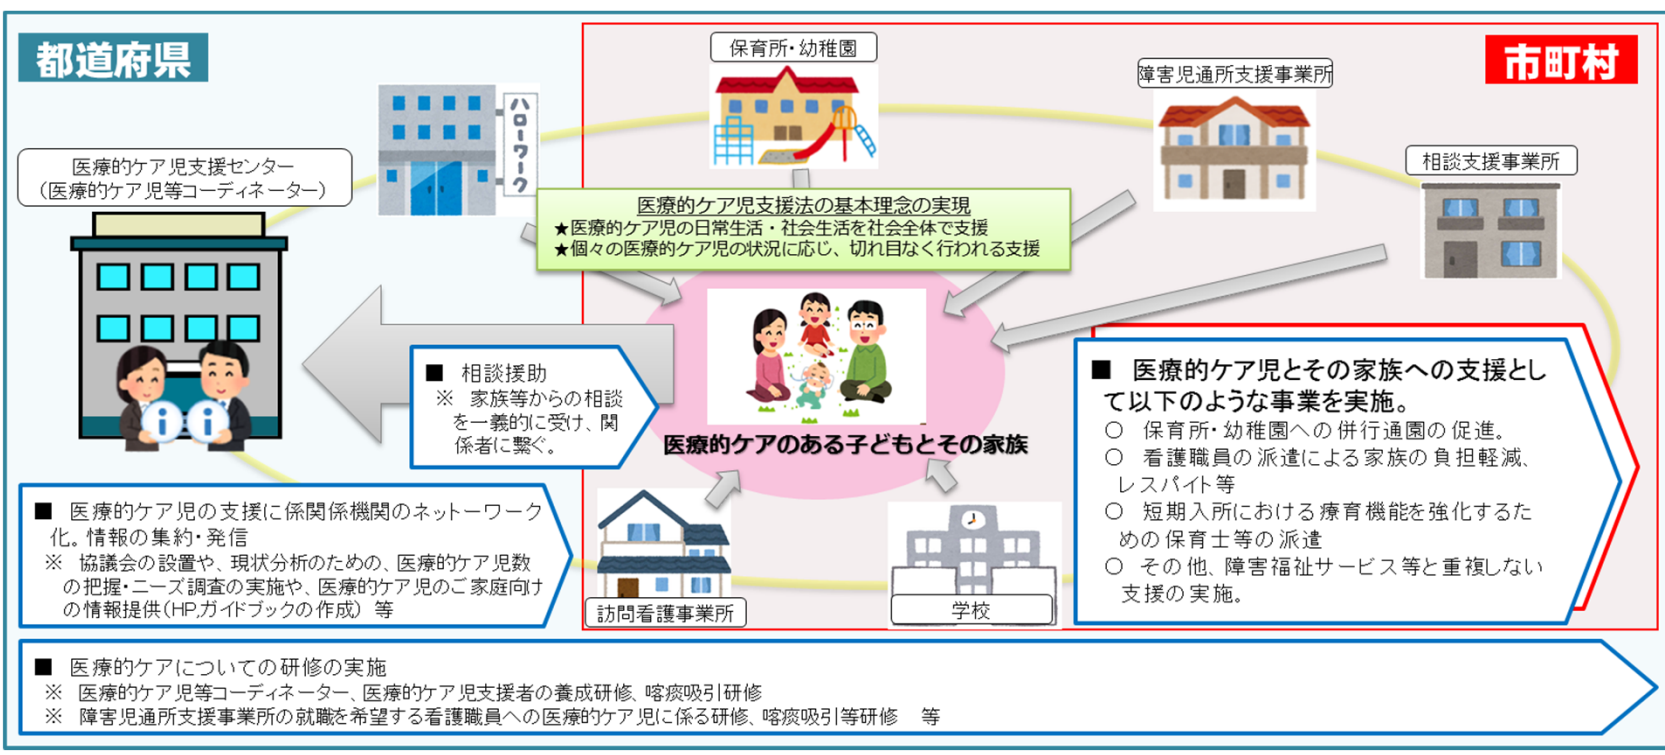 都道府県
市町村
保育所・幼稚園
障害児通所支援事業所
ハローワーク
相談支援事業所
医療的ケア児支援センター
（医療的ケア児等コーディネーター）
医療的ケア児支援法の基本理念の実現
★医療的ケア児の日常生活・社会生活を社会全体で支援
★個々の医療的ケア児の状況に応じ、切れ目なく行われる支援
■ 相談援助
※ 家族等からの相談
を一義的に受け、関
係者に繋ぐ。
医療的ケアのある子どもとその家族
■ 医療的ケア児とその家族への支援とし
て以下のような事業を実施。
○ 保育所・幼稚園への併行通園の促進。
○ 看護職員の派遣による家族の負担軽減、
レスパイト等
○ 短期入所における療育機能を強化するた
めの保育士等の派遣
○ その他、障害福祉サービス等と重複しない
支援の実施。
■ 医療的ケア児の支援に係関係機関のネットーワーク
化。情報の集約・発信
※ 協議会の設置や、現状分析のための、医療的ケア児数
の把握・ニーズ調査の実施や、医療的ケア児のご家庭向け
の情報提供（HP,ガイドブックの作成） 等
訪問看護事業所
学校
■ 医療的ケアについての研修の実施
※ 医療的ケア児等コーディネーター、医療的ケア児支援者の養成研修、喀痰吸引研修
※ 障害児通所支援事業所の就職を希望する看護職員への医療的ケア児に係る研修、喀痰吸引等研修 等